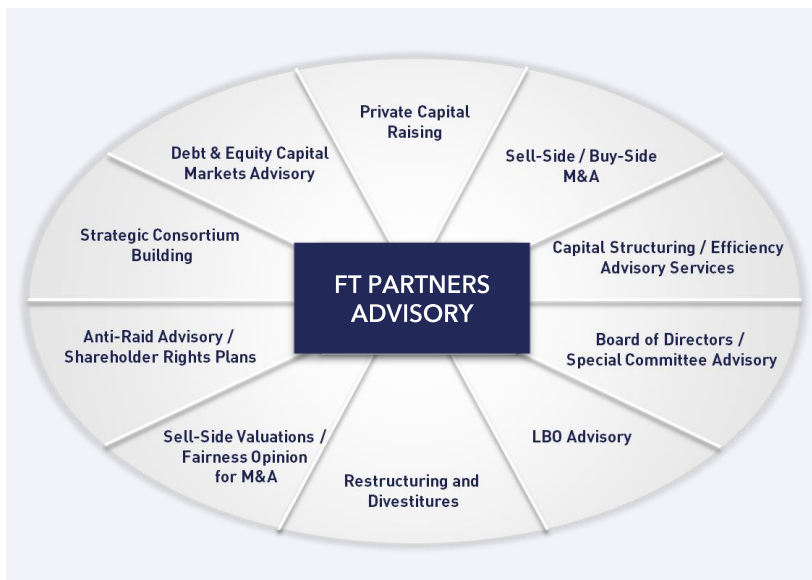 Private Capital
Raising
Sell-Side / Buy-Side
M&A
Capital Structuring / Efficiency
Advisory Services
Board of Directors /
Special Committee Advisory
LBO Advisory
Restructuring and
Divestitures
Sell-Side Valuations /
Fairness Opinion
for M&A
Anti-Raid Advisory /
Shareholder Rights Plans
Strategic Consortium
Building
Debt & Equity Capital
Markets Advisory
FT PARTNERS
ADVISORY